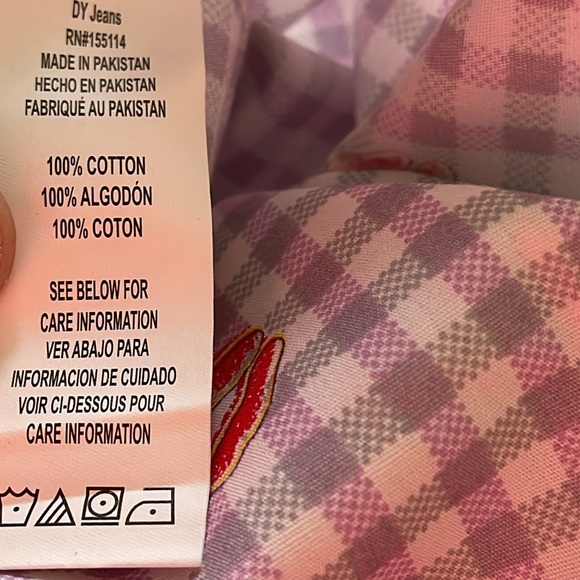 DY Jeans
RN#155114
MADE IN PAKISTAN
HECHO EN PAKISTAN
FABRIQUÉ AU PAKISTAN
100% COTTON
100% ALGODÓN
100% COTON
SEE BELOW FOR
CARE INFORMATION
VER ABAJO PARA
INFORMACION DE CUIDADO
VOIR CI-DESSOUS POUR
CARE INFORMATION